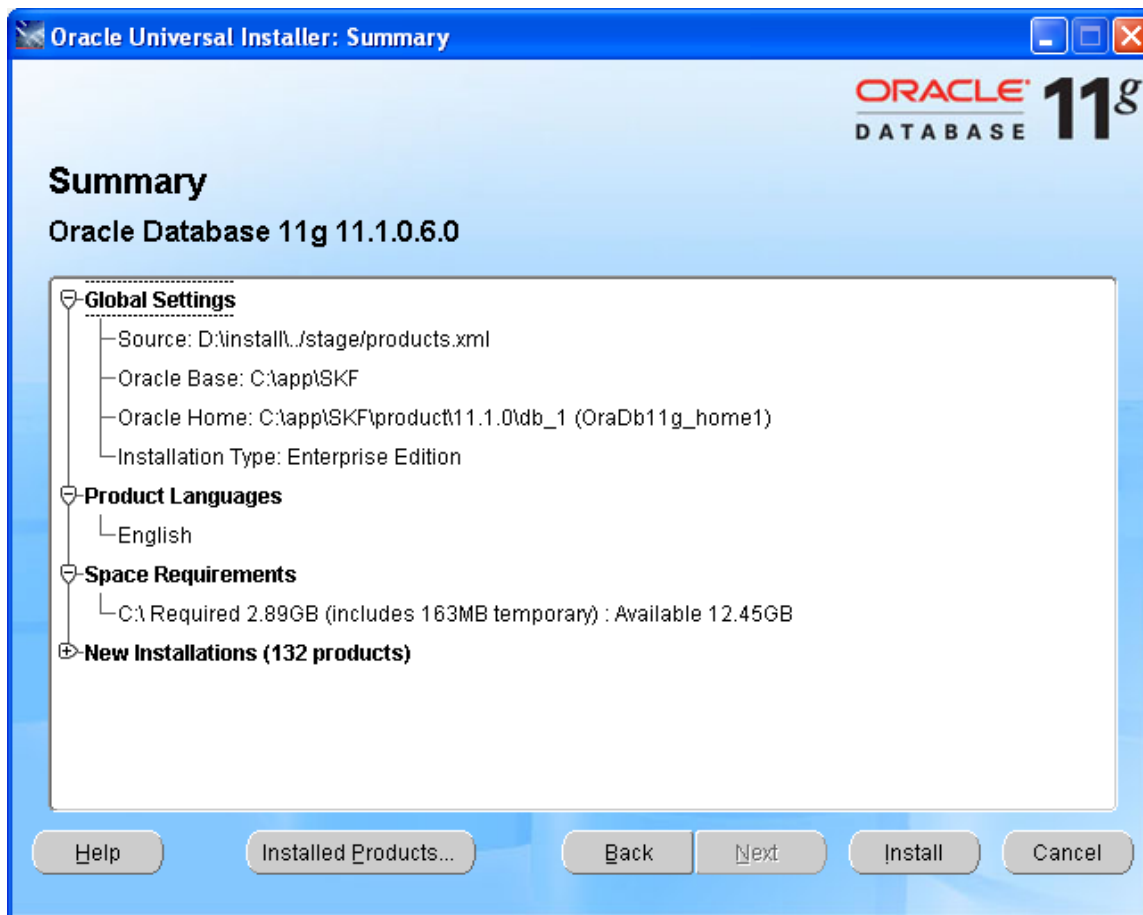 Oracle Universal Installer: Summary
ORACLE 11g
DATABASE
Summary
Oracle Database 11g 11.1.0.6.0
Global Settings
Source: D:\install\../stage/products.xml
Oracle Base: C:\app\SKF
Oracle Home: C:\app\SKF\product\11.1.0\db_1 (OraDb11g_home1)
Installation Type: Enterprise Edition
Product Languages
English
Space Requirements
C:\ Required 2.89GB (includes 163MB temporary) : Available 12.45GB
New Installations (132 products)
Help Installed Products... Back Next Install Cancel